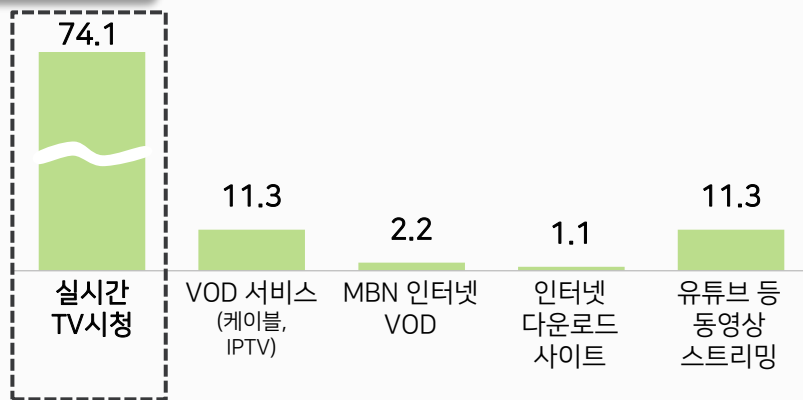 74.1
11.3
2.2
1.1
11.3
실시간
TV시청
VOD 서비스
(케이블,
IPTV)
MBN 인터넷
VOD
인터넷
다운로드
사이트
유튜브 등
동영상
스트리밍